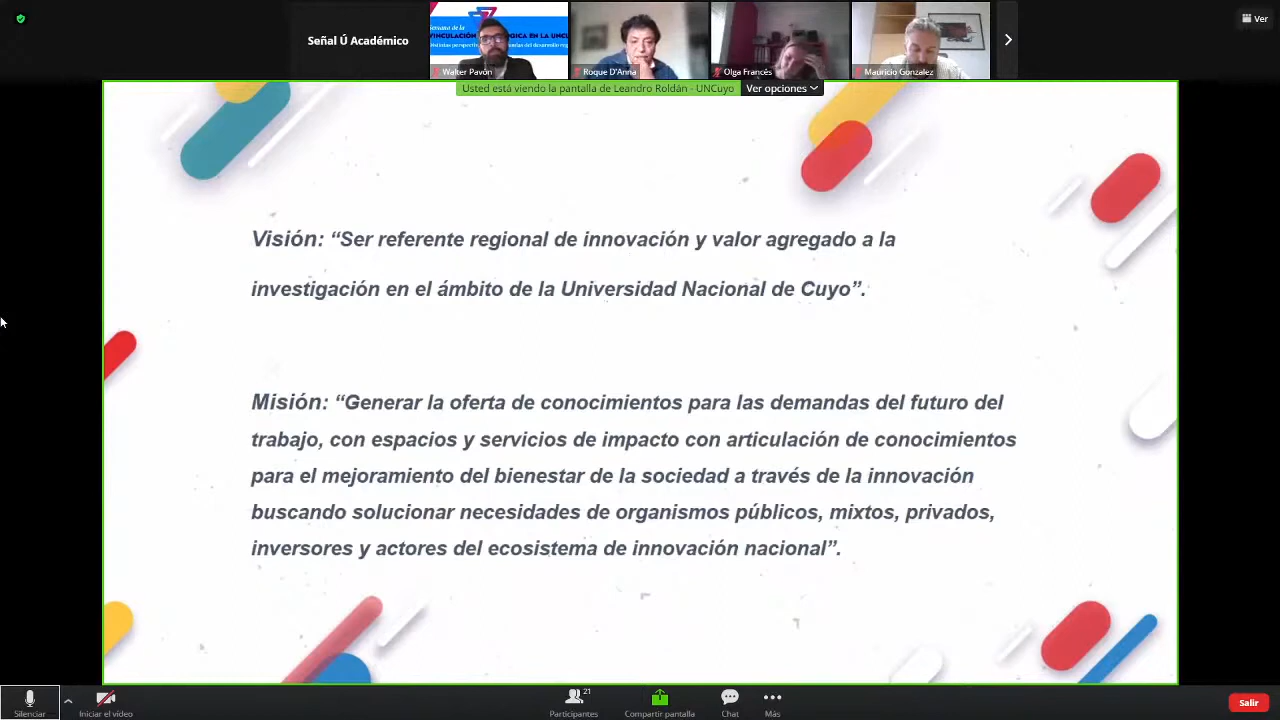 Señal Ú Académico
Semana de la
VINCULACIÓN
Walter Pavón
Roque D'Anna
Olga Francés
Mauricio Gonzalez
Ver
Usted está viendo la pantalla de Leandro Roldán - UNCuyo
Ver opciones
Visión: “Ser referente regional de innovación y valor agregado a la
investigación en el ámbito de la Universidad Nacional de Cuyo”.
Misión: “Generar la oferta de conocimientos para las demandas del futuro del
trabajo, con espacios y servicios de impacto con articulación de conocimientos
para el mejoramiento del bienestar de la sociedad a través de la innovación
buscando solucionar necesidades de organismos públicos, mixtos, privados,
inversores y actores del ecosistema de innovación nacional”.
Silenciar
Iniciar el vídeo
Participantes
21
Compartir pantalla
Chat
Más
Salir